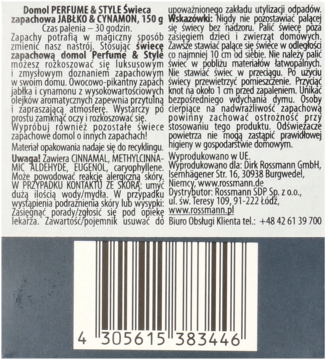 Domol PERFUME & STYLE Świeca
zapachowa JABŁKO & CYNAMON, 150 g
Czas palenia – 30 godzin.
Zapachy potrafią w magiczny sposób
zmienić nasz nastrój. Stosując świecę
zapachową domol Perfume & Style
możesz rozkoszować się luksusowym
i zmysłowym doznaniem zapachowym
w swoim domu. Owocowo-pikantny zapach
jabłka i cynamonu z wysokowartościowych
olejków aromatycznych zapewnia przytulną
i zapraszającą atmosferę. Wystarczy po
prostu zamknąć oczy i rozkoszować się.
Wypróbuj również pozostałe świece
zapachowe domol o innych zapachach!
Materiał opakowania nadaje się do recyklingu.
Uwaga! Zawiera CINNAMAL, METHYLCINNA-
MIC ALDEHYDE, EUGENOL, caryophyllene.
Może powodować reakcję alergiczną skóry.
W PRZYPADKU KONTAKTU ZE SKÓRĄ: umyć
dużą ilością wody/mydła. W przypadku
wystąpienia podrażnienia skóry lub wysypki:
Zasięgnąć porady/zgłosić się pod opiekę
lekarza. Zawartość/pojemnik usuwać do
upoważnionego zakładu utylizacji odpadów.
Wskazówki: Nigdy nie pozostawiać palącej
się świecy bez nadzoru. Palić świecę poza
zasięgiem dzieci i zwierząt domowych.
Zawsze stawiać palące się świece w odległości
co najmniej 10 cm od siebie. Nie należy palić
świec w pobliżu materiałów łatwopalnych.
Nie stawiać świec w przeciągu. Po użyciu
świecy przewietrzyć pomieszczenie. Przyciąć
knot na około 1 cm przed zapaleniem. Unikać
bezpośredniego wdychania dymu. Osoby
cierpiące na nadwrażliwość zapachową
powinny zachować ostrożność przy
stosowaniu tego produktu. Odświeżacze
powietrza nie mogą zastąpić prawidłowej
higieny w gospodarstwie domowym.
Wyprodukowano w UE.
Wyprodukowano dla: Dirk Rossmann GmbH,
Isernhägener Str. 16, 30938 Burgwedel,
Niemcy, www.rossmann.de
Dystrybutor: Rossmann SDP Sp. z o.o.,
ul. św. Teresy 109, 91-222 Łódź,
www.rossmann.pl
Biuro Obsługi Klienta tel.: +48 42 61 39 700
4 305615 383446